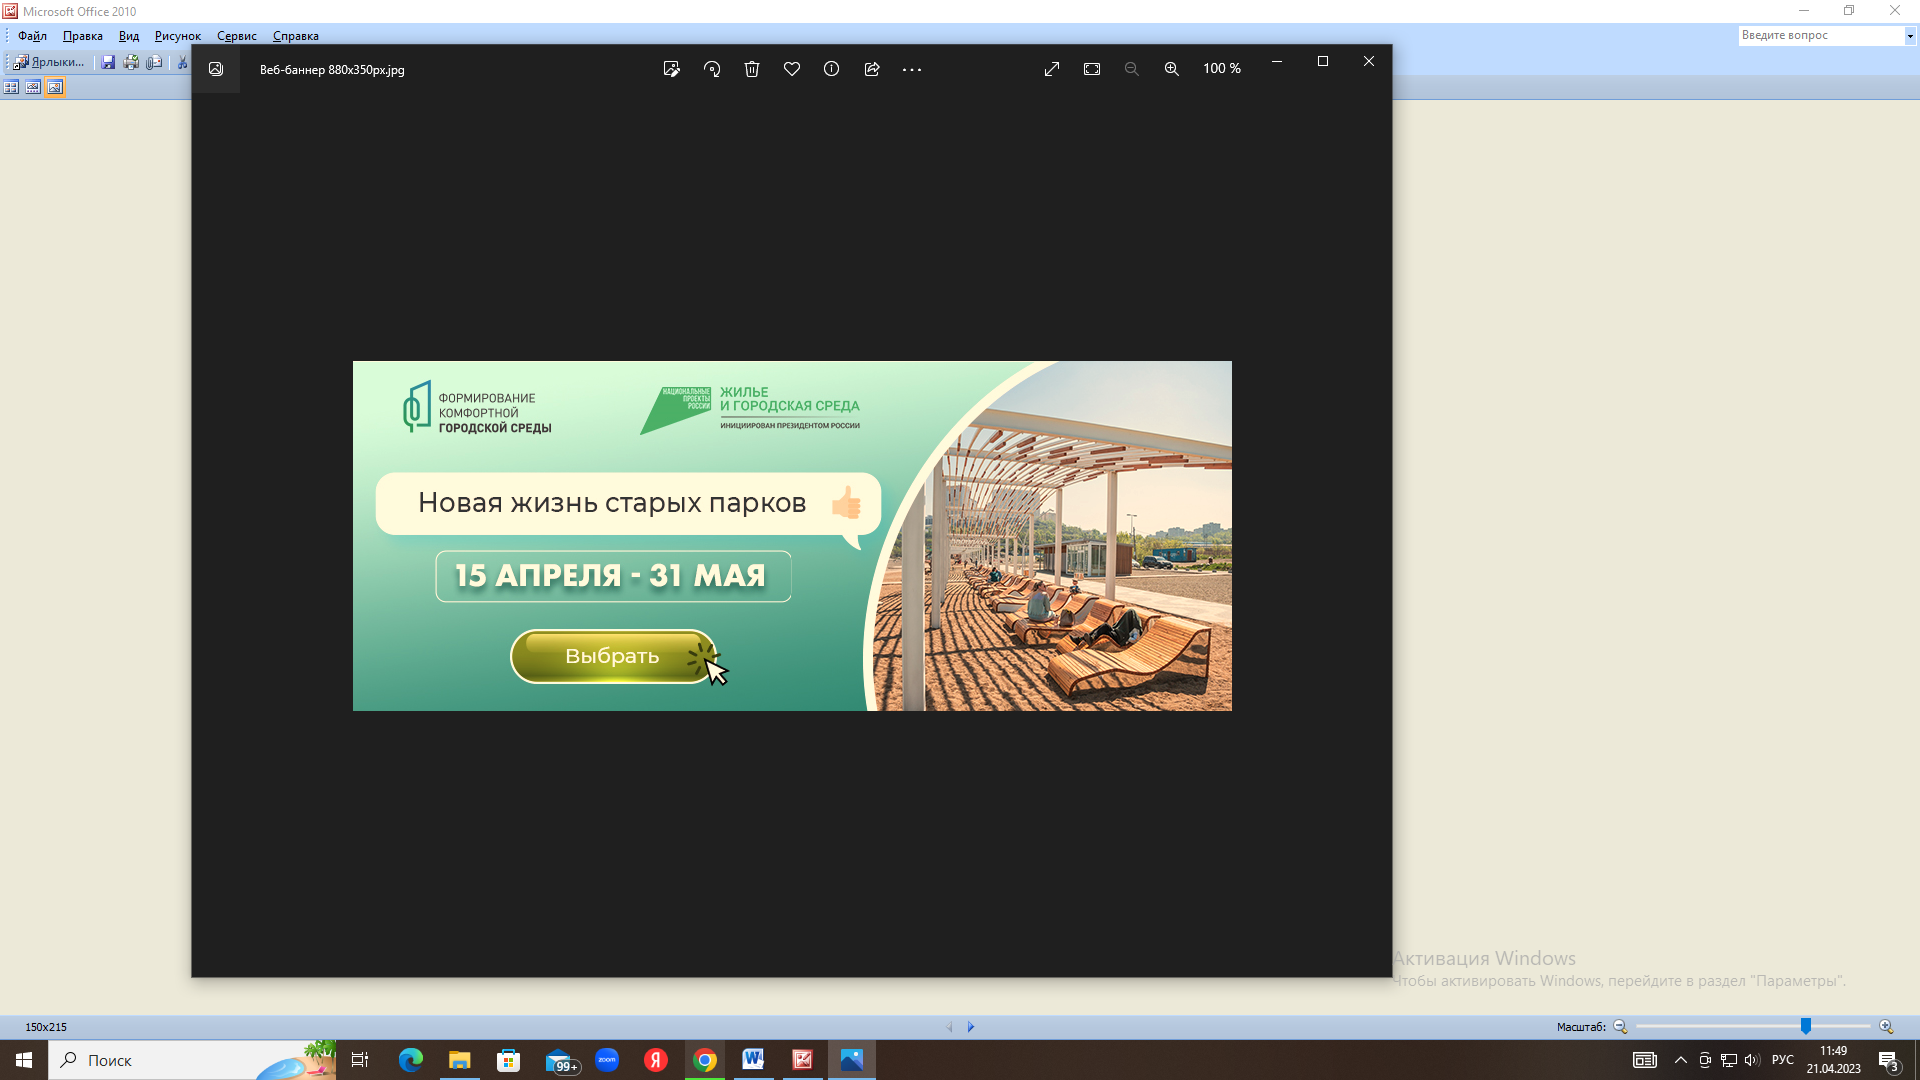 Microsoft Office 2010
Файл Правка Вид Рисунок Сервис Справка
Введите вопрос
Ярлыки...
Веб-баннер 880x350px.jpg
100 %
ФОРМИРОВАНИЕ
КОМФОРТНОЙ
ГОРОДСКОЙ СРЕДЫ
НАЦИОНАЛЬНЫЕ
ПРОЕКТЫ
РОССИИ
ЖИЛЬЕ
И ГОРОДСКАЯ СРЕДА
ИНИЦИИРОВАН ПРЕЗИДЕНТОМ РОССИИ
Новая жизнь старых парков
15 АПРЕЛЯ - 31 МАЯ
Выбрать
Активация Windows
Чтобы активировать Windows, перейдите в раздел "Параметры".
150x215
Масштаб:
Поиск
99+
zoom
Я
W
РУС
11:49
21.04.2023
3